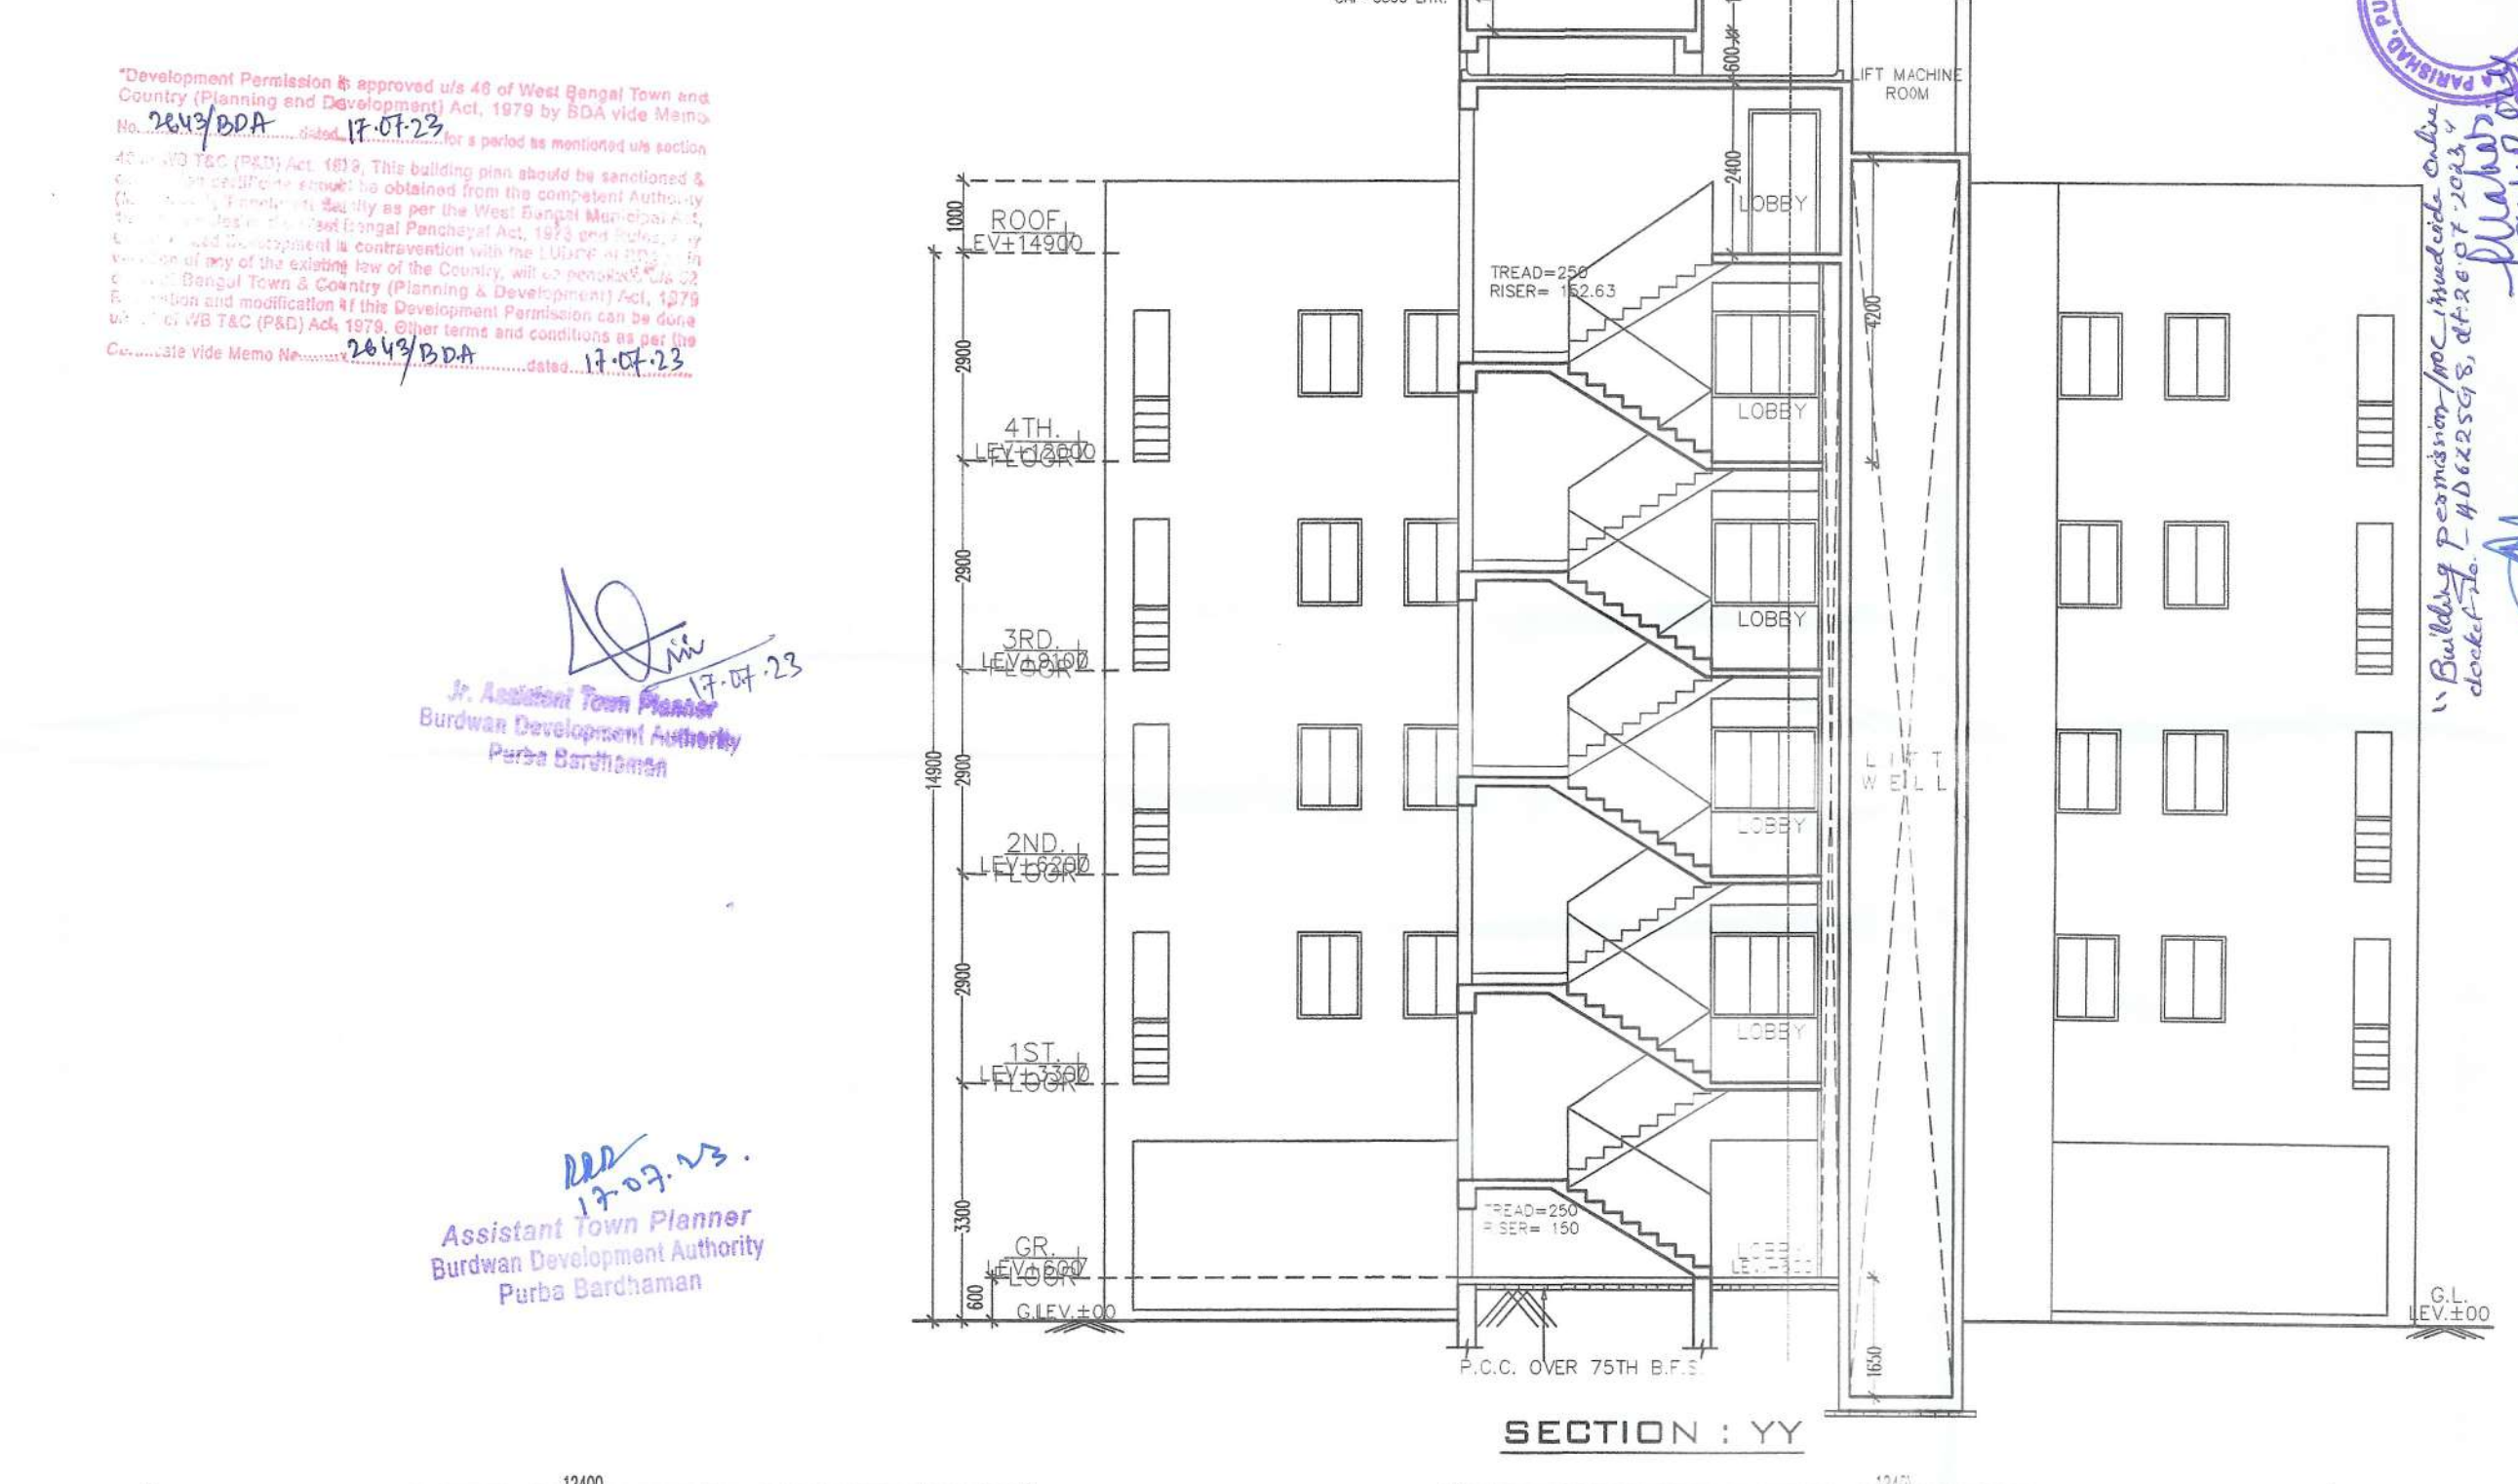 "Development Permission is approved u/s 46 of West Bengal Town and
Country (Planning and Development) Act, 1979 by BDA vide Memo
No. 2643/BDA dated 17.07.23 for a period as mentioned u/s section
WB T&C (P&D) Act, 1979, This building plan should be sanctioned &
should be obtained from the competent Authority
as per the West Bengal Municipal Act,
Bengal Panchayat Act, 1973 and Rules,
Development in contravention with the
of any of the existing law of the Country, will be penalised
Bengal Town & Country (Planning & Development) Act, 1979
and modification of this Development Permission can be done
of WB T&C (P&D) Act, 1979. Other terms and conditions as per the
vide Memo No. 2643/BDA dated 17.07.23
17.07.23
Jr. Assistant Town Planner
Burdwan Development Authority
Purba Bardhaman
17.07.23.
Assistant Town Planner
Burdwan Development Authority
Purba Bardhaman
600
LIFT MACHINE
ROOM
2400
LOBBY
1000
ROOF
LEV+14900
TREAD=250
RISER= 152.63
4200
2900
LOBBY
4TH.
FLOOR
LEV+12000
2900
LOBBY
3RD.
FLOOR
LEV+9100
14900
2900
LIFT
WELL
LOBBY
2ND.
FLOOR
LEV+6200
2900
LOBBY
1ST.
FLOOR
LEV+3300
3300
TREAD=250
RISER= 150
GR.
FLOOR
LEV+600
LOBBY
600
G.LEV.±00
G.L.
LEV.±00
1650
P.C.C. OVER 75TH B.F.S.
SECTION : YY
12400
PARISHAD
"Building permission/NOC issued vide Online
docket No.